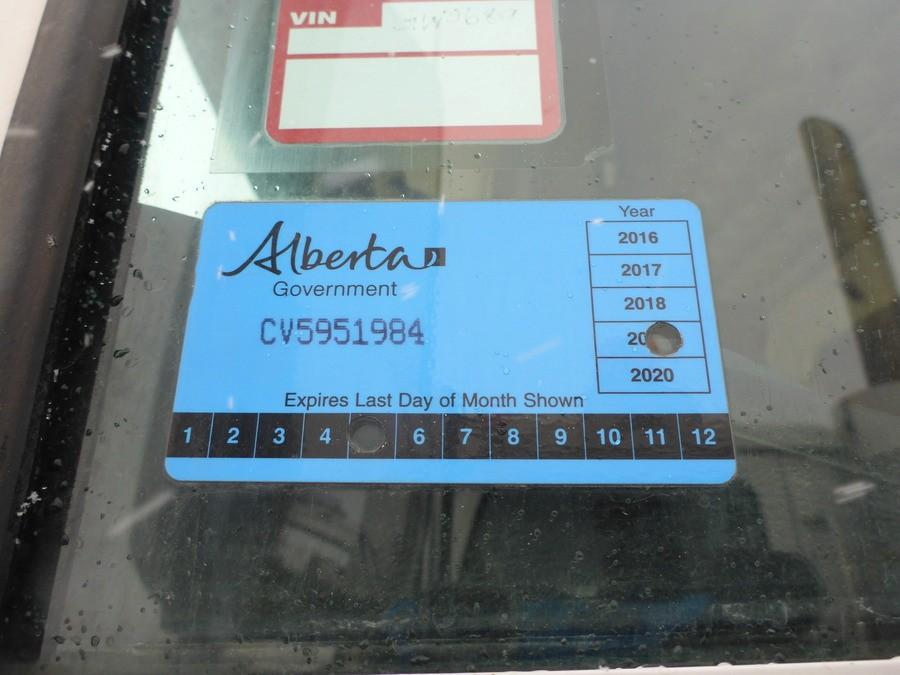 VIN
Alberta
Government
CV5951984
Year
2016
2017
2018
20
2020
Expires Last Day of Month Shown
1 2 3 4 6 7 8 9 10 11 12